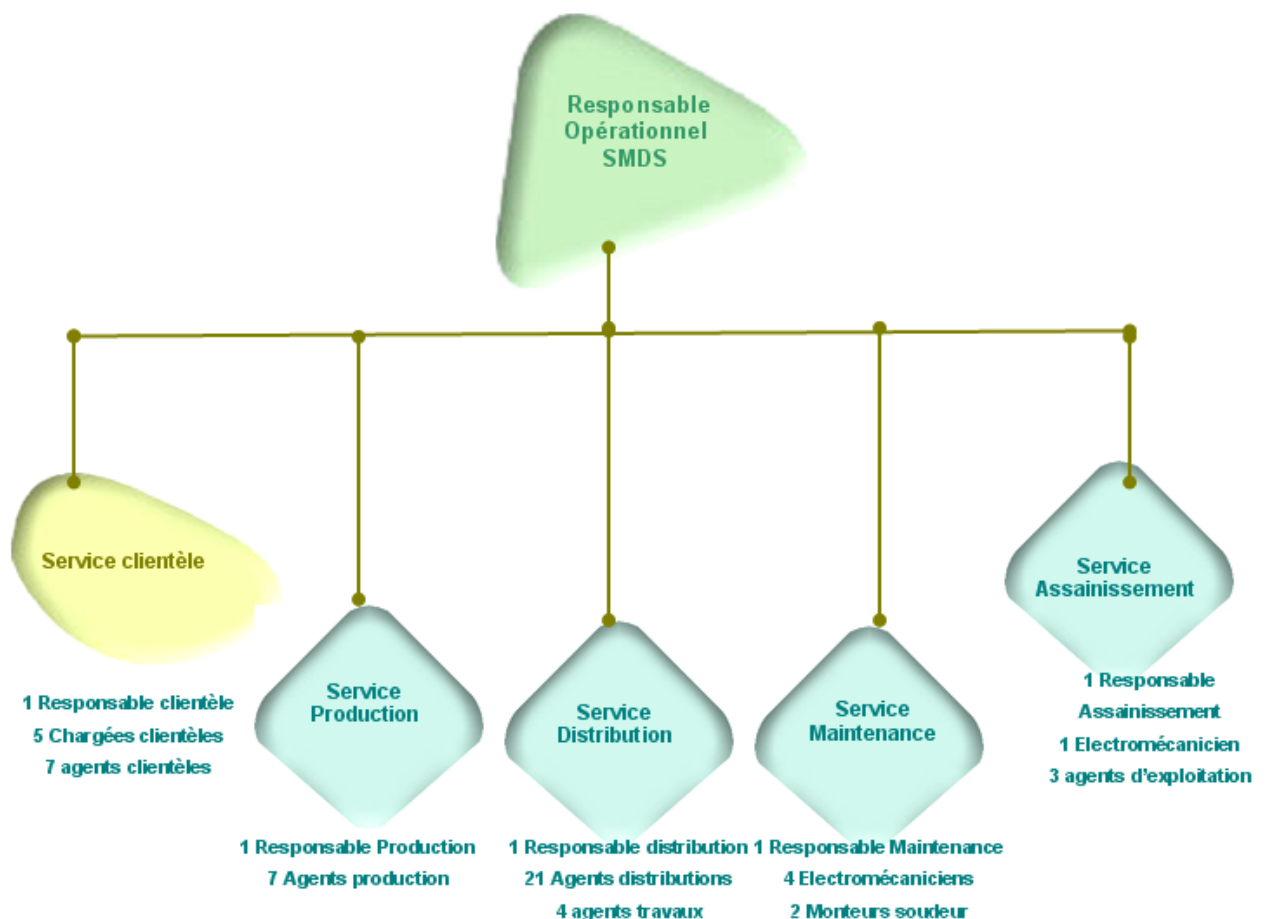 Responsable
Opérationnel
SMDS
Service clientèle
1 Responsable clientèle
5 Chargées clientèles
7 agents clientèles
Service
Production
1 Responsable Production
7 Agents production
Service
Distribution
1 Responsable distribution
21 Agents distributions
4 agents travaux
Service
Maintenance
1 Responsable Maintenance
4 Electromécaniciens
2 Monteurs soudeur
Service
Assainissement
1 Responsable
Assainissement
1 Electromécanicien
3 agents d'exploitation